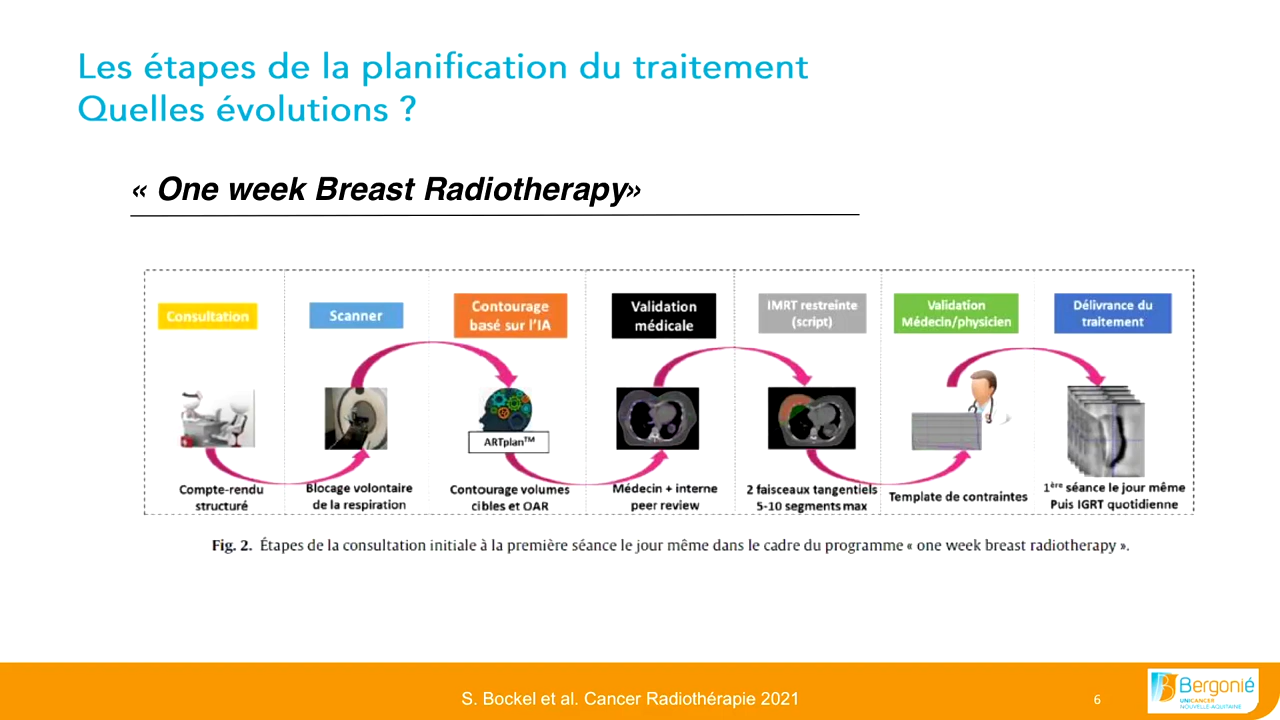 Les étapes de la planification du traitement
Quelles évolutions ?
« One week Breast Radiotherapy»
Consultation
Scanner
Contourage
basé sur l'IA
Validation
médicale
IMRT restreinte
(script)
Validation
Médecin/physicien
Délivrance du
traitement
ARTplan™
Compte-rendu
structuré
Blocage volontaire
de la respiration
Contourage volumes
cibles et OAR
Médecin + interne
peer review
2 faisceaux tangentiels
5-10 segments max
Template de contraintes
1ère séance le jour même
Puis IGRT quotidienne
Fig. 2. Étapes de la consultation initiale à la première séance le jour même dans le cadre du programme « one week breast radiotherapy ».
S. Bockel et al. Cancer Radiothérapie 2021
6
Bergonié
UNICANCER
NOUVELLE-AQUITAINE